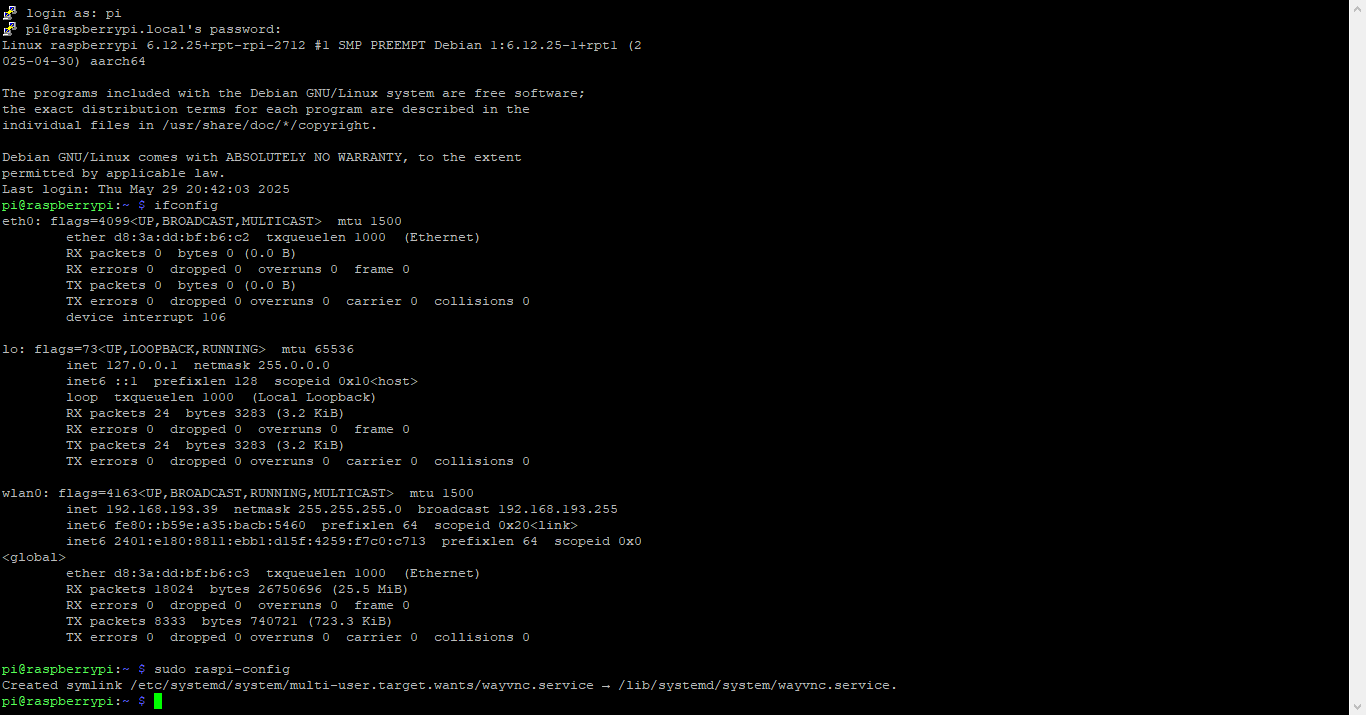 login as: pi
pi@raspberrypi.local's password:
Linux raspberrypi 6.12.25+rpt-rpi-2712 #1 SMP PREEMPT Debian 1:6.12.25-1+rpt1 (2
025-04-30) aarch64
The programs included with the Debian GNU/Linux system are free software;
the exact distribution terms for each program are described in the
individual files in /usr/share/doc/*/copyright.
Debian GNU/Linux comes with ABSOLUTELY NO WARRANTY, to the extent
permitted by applicable law.
Last login: Thu May 29 20:42:03 2025
pi@raspberrypi:~ $ ifconfig
eth0: flags=4099<UP,BROADCAST,MULTICAST>  mtu 1500
        ether d8:3a:dd:bf:b6:c2  txqueuelen 1000  (Ethernet)
        RX packets 0  bytes 0 (0.0 B)
        RX errors 0  dropped 0  overruns 0  frame 0
        TX packets 0  bytes 0 (0.0 B)
        TX errors 0  dropped 0 overruns 0  carrier 0  collisions 0
        device interrupt 106
lo: flags=73<UP,LOOPBACK,RUNNING>  mtu 65536
        inet 127.0.0.1  netmask 255.0.0.0
        inet6 ::1  prefixlen 128  scopeid 0x10<host>
        loop  txqueuelen 1000  (Local Loopback)
        RX packets 24  bytes 3283 (3.2 KiB)
        RX errors 0  dropped 0  overruns 0  frame 0
        TX packets 24  bytes 3283 (3.2 KiB)
        TX errors 0  dropped 0 overruns 0  carrier 0  collisions 0
wlan0: flags=4163<UP,BROADCAST,RUNNING,MULTICAST>  mtu 1500
        inet 192.168.193.39  netmask 255.255.255.0  broadcast 192.168.193.255
        inet6 fe80::b59e:a35:bacb:5460  prefixlen 64  scopeid 0x20<link>
        inet6 2401:e180:8811:ebb1:d15f:4259:f7c0:c713  prefixlen 64  scopeid 0x0
<global>
        ether d8:3a:dd:bf:b6:c3  txqueuelen 1000  (Ethernet)
        RX packets 18024  bytes 26750696 (25.5 MiB)
        RX errors 0  dropped 0  overruns 0  frame 0
        TX packets 8333  bytes 740721 (723.3 KiB)
        TX errors 0  dropped 0 overruns 0  carrier 0  collisions 0
pi@raspberrypi:~ $ sudo raspi-config
Created symlink /etc/systemd/system/multi-user.target.wants/wayvnc.service → /lib/systemd/system/wayvnc.service.
pi@raspberrypi:~ $